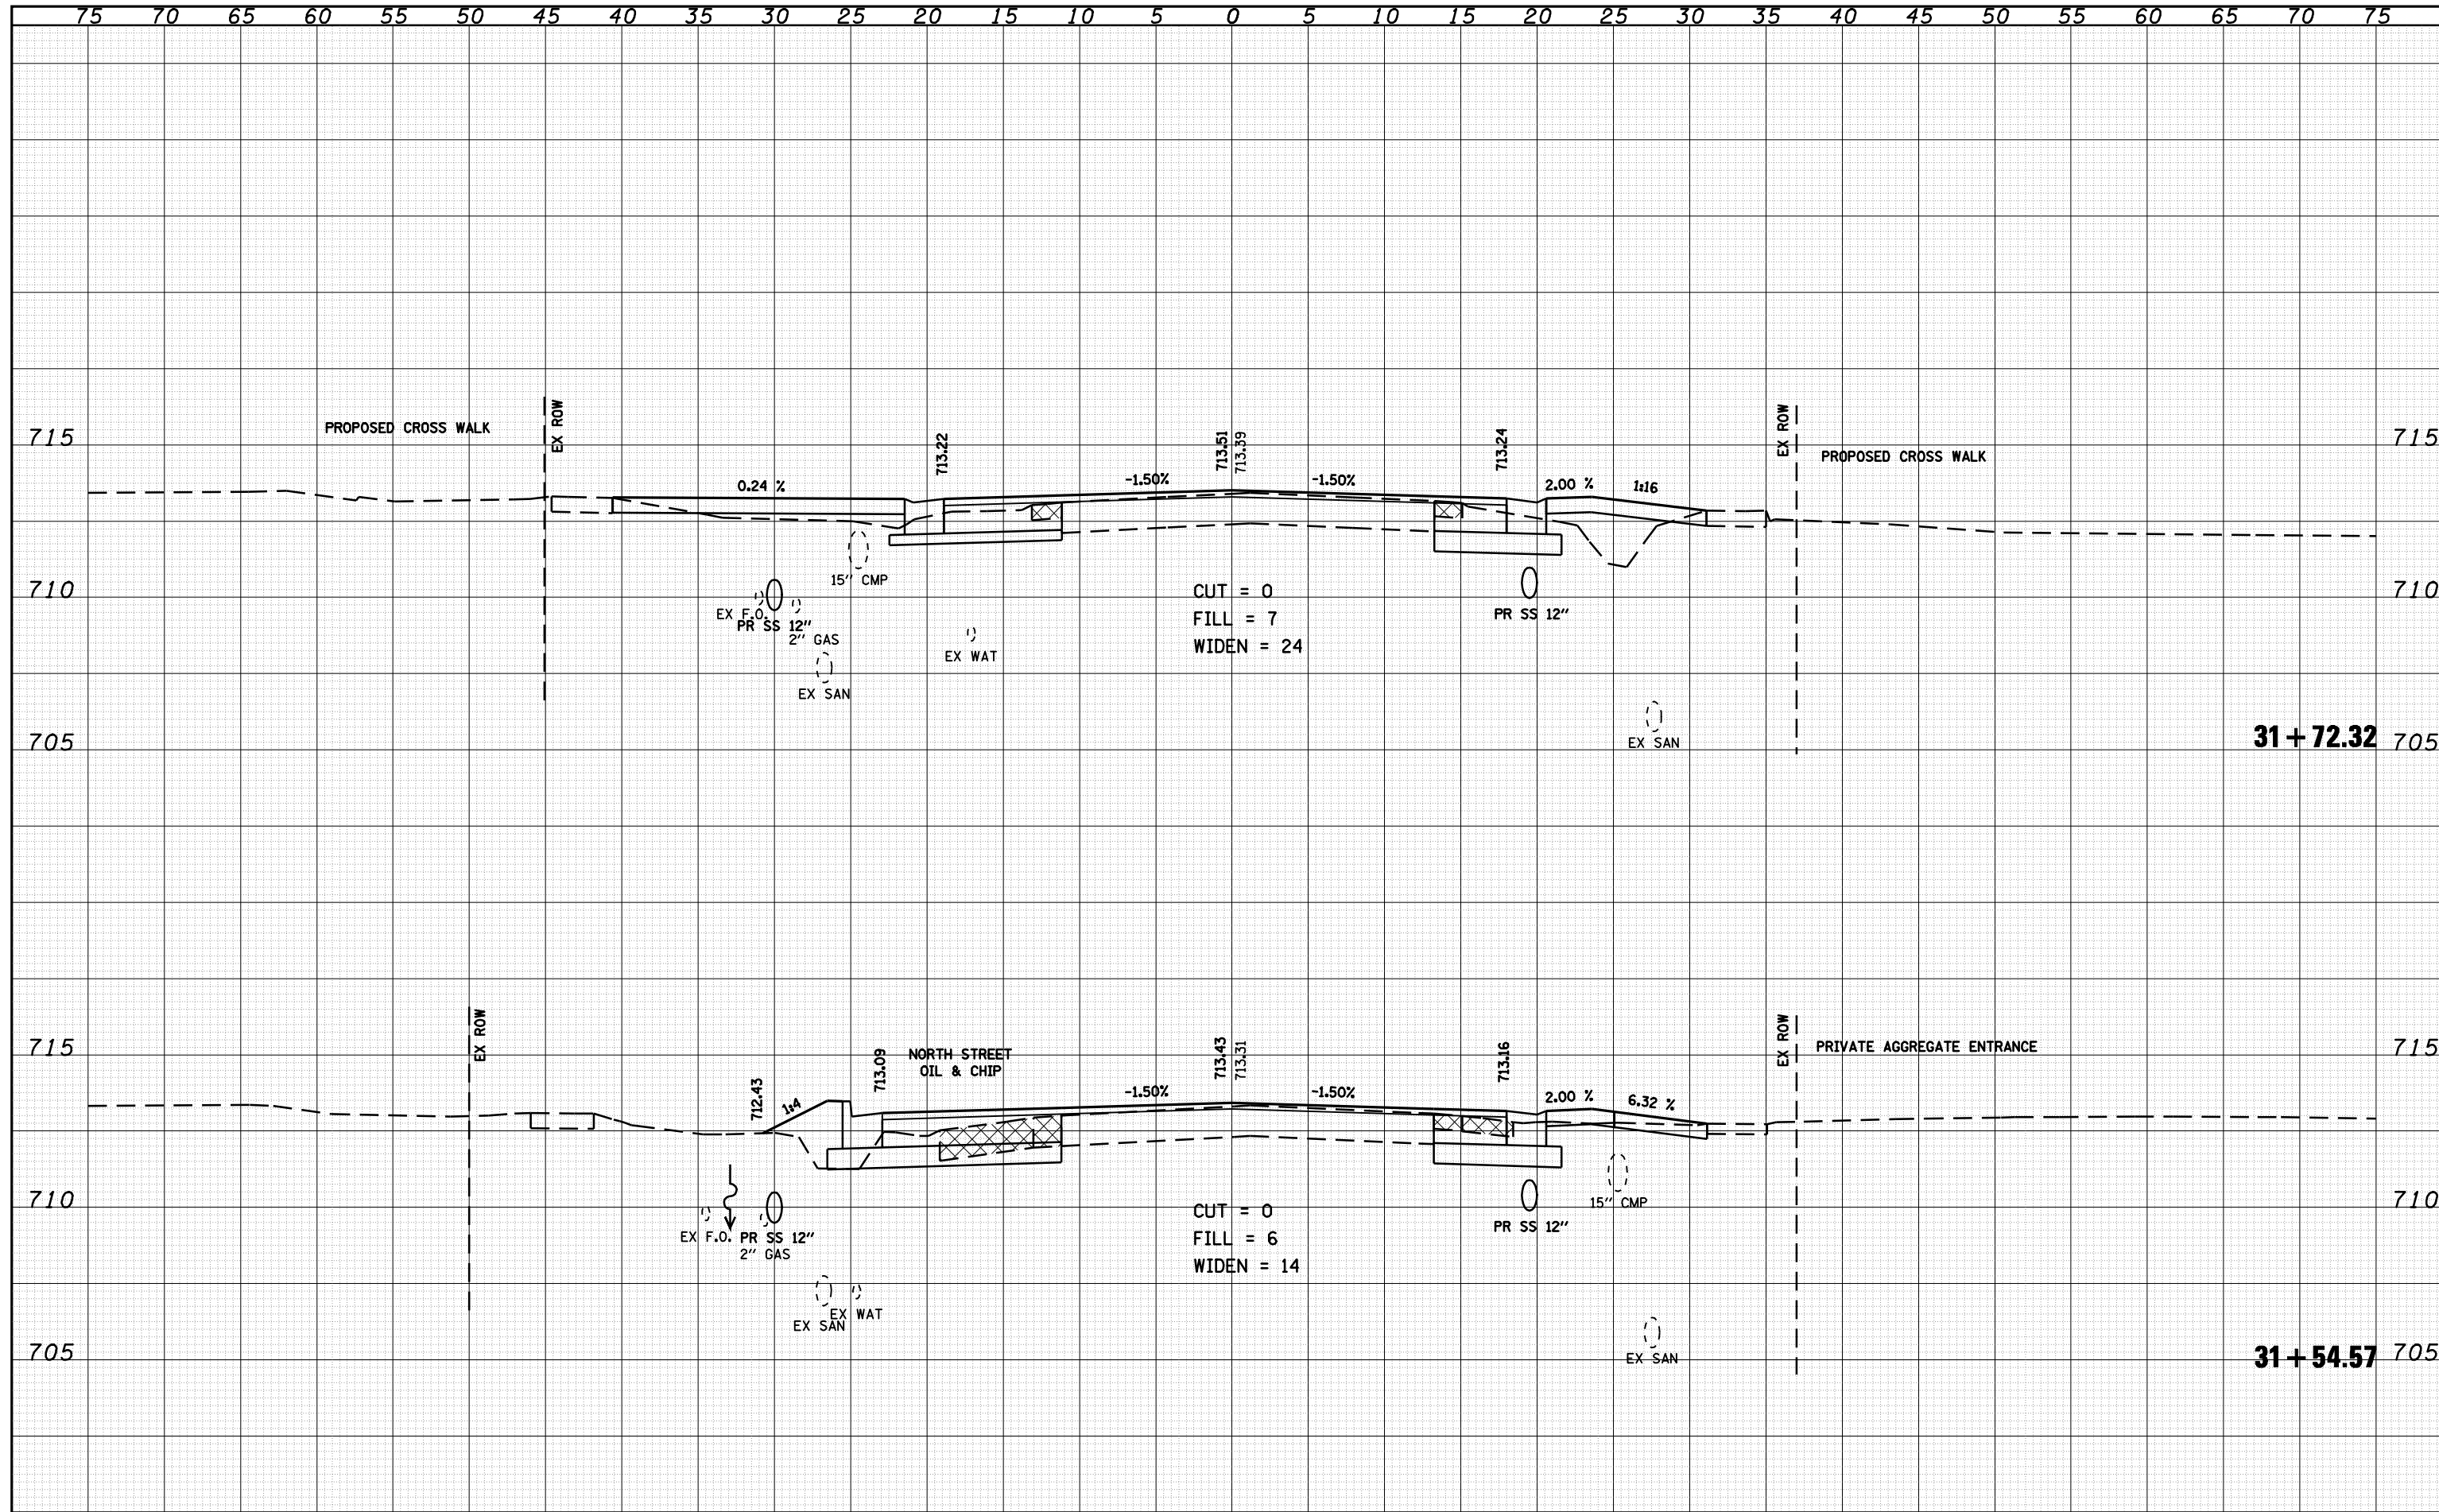 75 70 65 60 55 50 45 40 35 30 25 20 15 10 5 0 5 10 15 20 25 30 35 40 45 50 55 60 65 70 75
EX ROW
EX ROW
PROPOSED CROSS WALK
713.22
713.51
713.39
713.24
715
715
PROPOSED CROSS WALK
0.24 %
-1.50%
-1.50%
2.00 %
1:16
15" CMP
710
710
CUT = 0
EX F.O.
PR SS 12"
FILL = 7
PR SS 12"
2" GAS
WIDEN = 24
EX WAT
EX SAN
EX SAN
705
31+72.32
705
EX ROW
EX ROW
715
712.43
713.09
NORTH STREET
OIL & CHIP
713.43
713.31
713.16
PRIVATE AGGREGATE ENTRANCE
715
1:4
-1.50%
-1.50%
2.00 %
6.32 %
710
15" CMP
710
CUT = 0
PR SS 12"
EX F.O.
PR SS 12"
FILL = 6
2" GAS
WIDEN = 14
EX WAT
EX SAN
EX SAN
705
31+54.57
705